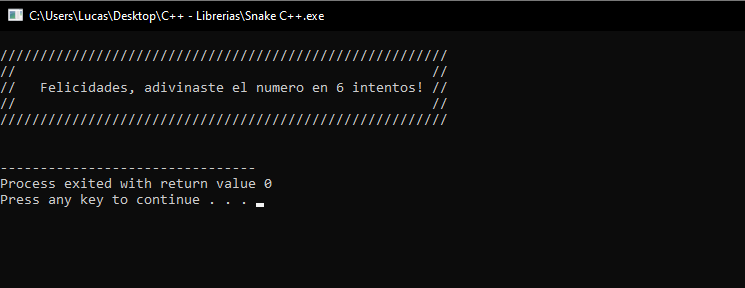 C:\Users\Lucas\Desktop\C++ - Librerias\Snake C++.exe
////////////////////////////////////////////////////////
//                                                    //
//   Felicidades, adivinaste el numero en 6 intentos! //
//                                                    //
////////////////////////////////////////////////////////
--------------------------------
Process exited with return value 0
Press any key to continue . . .